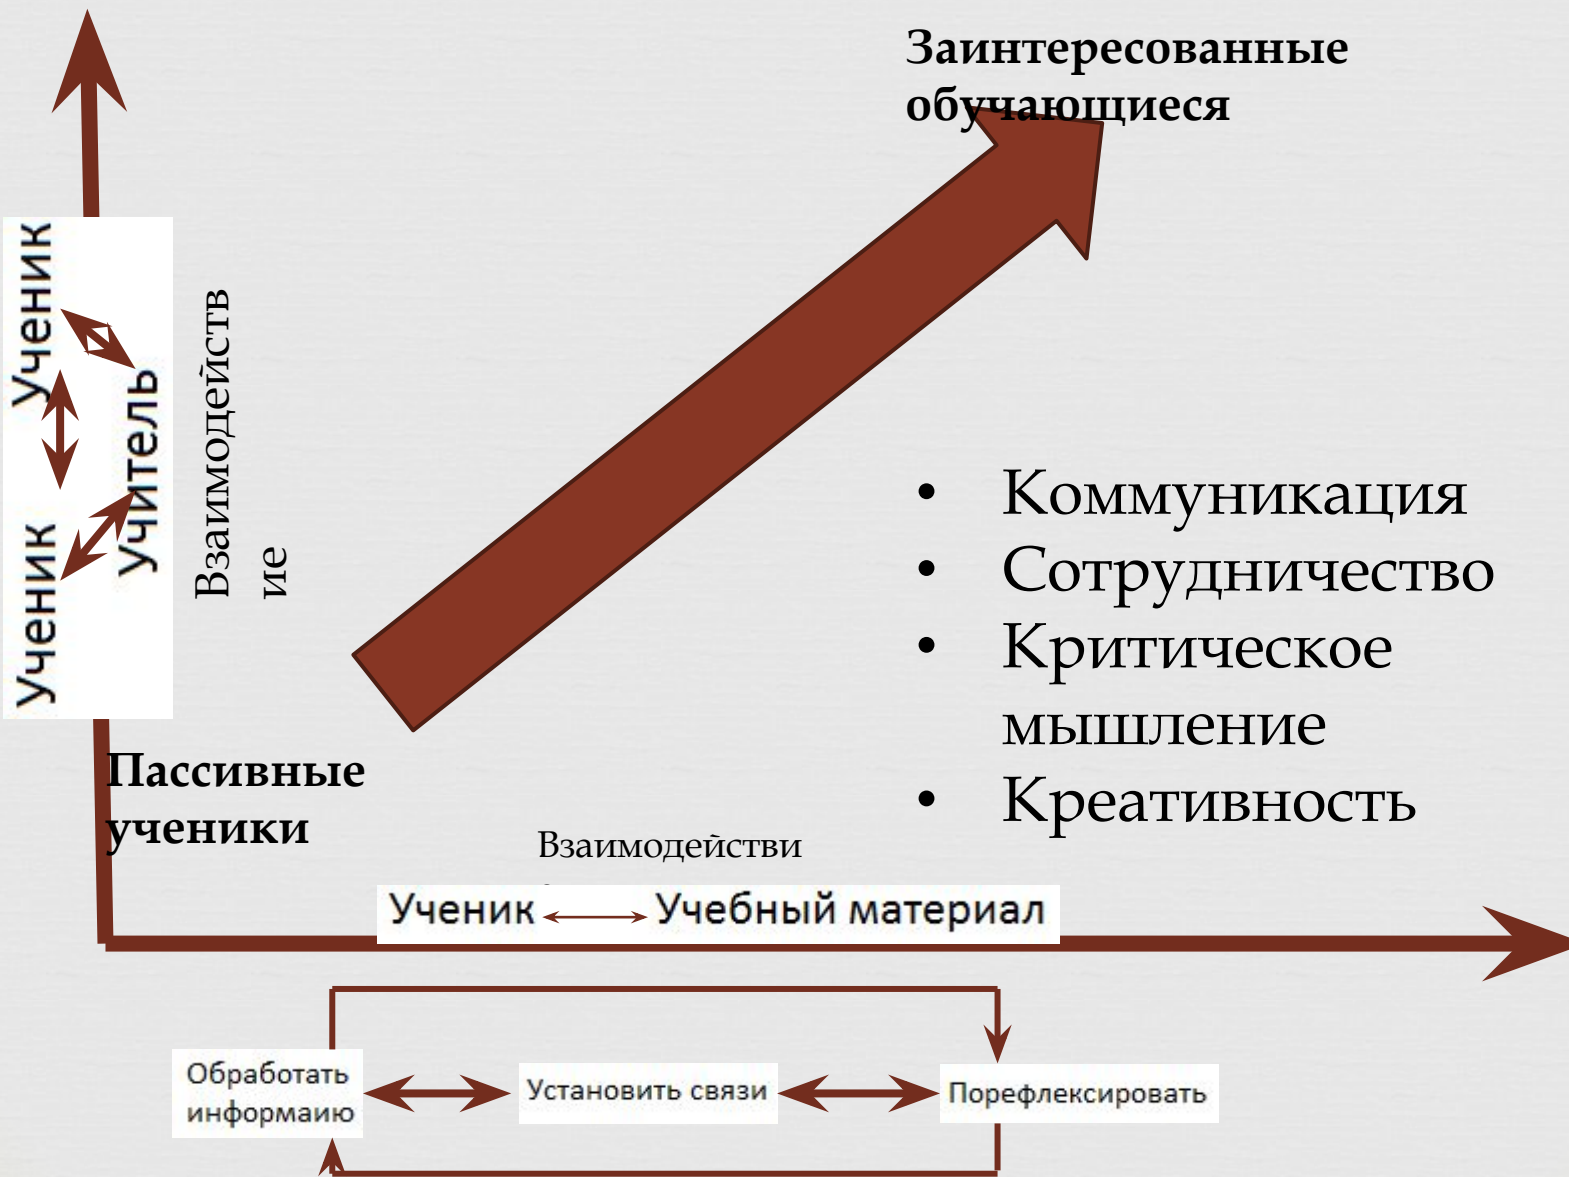 Заинтересованные
обучающиеся
Ученик
Учитель
Ученик
Взаимодейств
ие
Коммуникация
Сотрудничество
Критическое
мышление
Креативность
Пассивные
ученики
Взаимодействи
Ученик
Учебный материал
Обработать
информаию
Установить связи
Порефлексировать